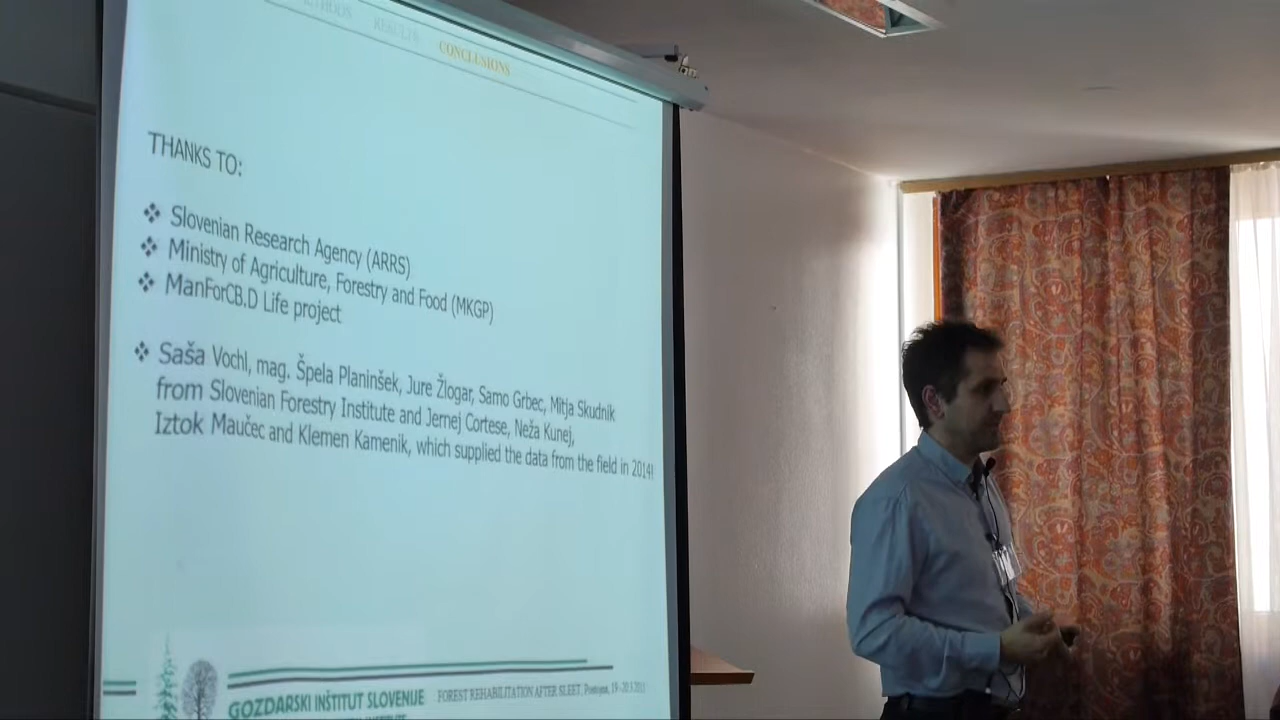 METHODS RESULTS CONCLUSIONS
THANKS TO:
❖ Slovenian Research Agency (ARRS)
❖ Ministry of Agriculture, Forestry and Food (MKGP)
❖ ManForCB.D Life project
❖ Saša Vochl, mag. Špela Planinšek, Jure Žlogar, Samo Grbec, Mitja Skudnik
from Slovenian Forestry Institute and Jernej Cortese, Neža Kunej,
Iztok Maučec and Klemen Kamenik, which supplied the data from the field in 2014!
GOZDARSKI INŠTITUT SLOVENIJE FOREST REHABILITATION AFTER SLEET, Postojna, 19